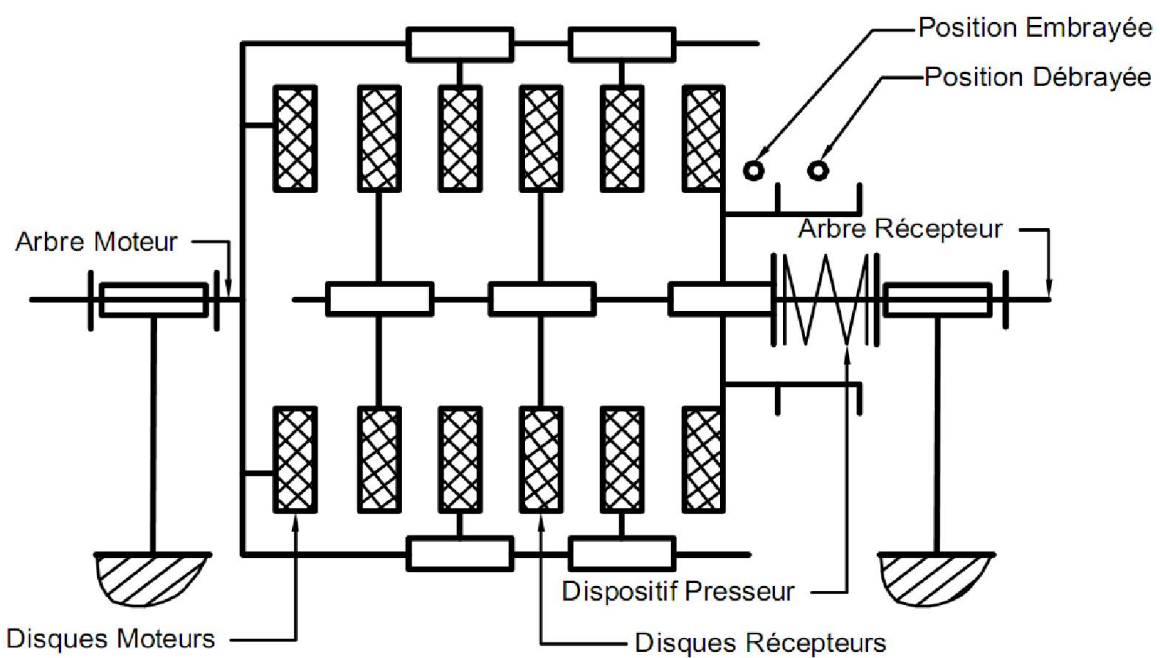 Position Embrayée
Position Débrayée
Arbre Moteur
Arbre Récepteur
Dispositif Presseur
Disques Moteurs
Disques Récepteurs